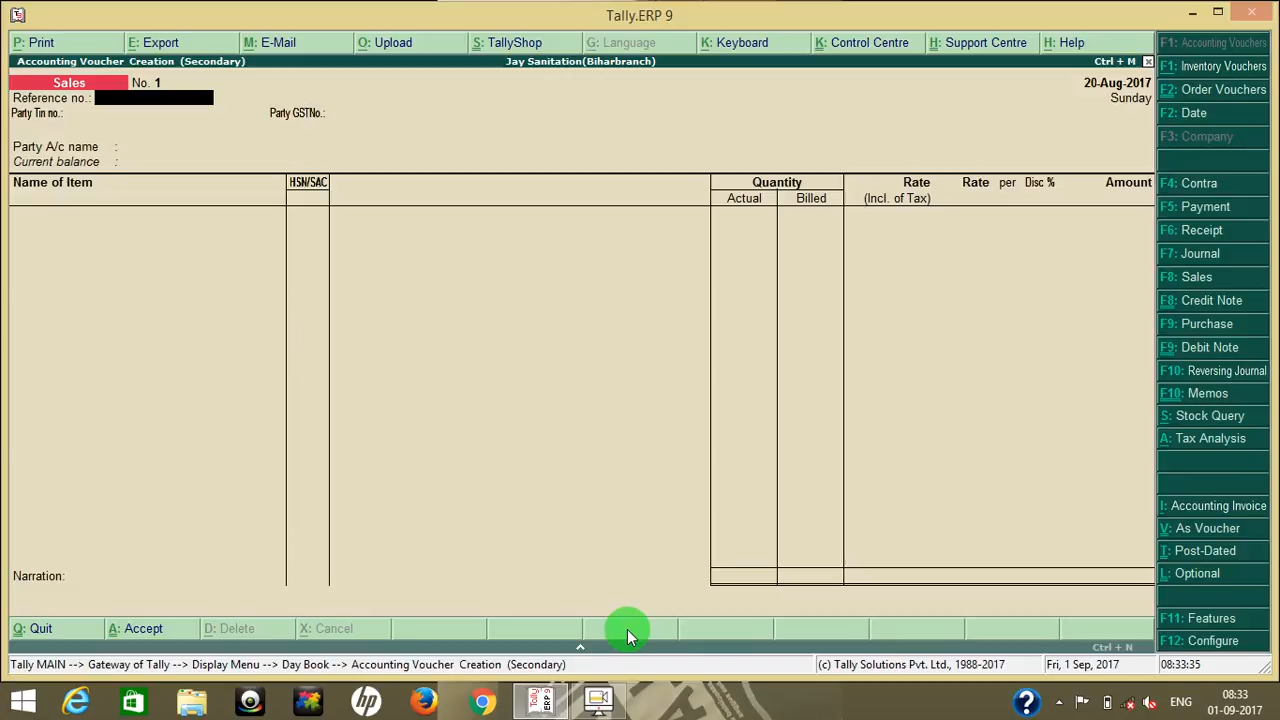 Tally.ERP 9
P: Print E: Export M: E-Mail O: Upload S: TallyShop G: Language K: Keyboard K: Control Centre H: Support Centre H: Help
Accounting Voucher Creation (Secondary) Jay Sanitation(Biharbranch) Ctrl + M
Sales No. 1 20-Aug-2017
Reference no.: Sunday
Party Tin no.: Party GSTNo.:
Party A/c name :
Current balance :
Name of Item HSN/SAC Quantity Rate Rate per Disc % Amount
Actual Billed (Incl. of Tax)
Narration:
F1: Accounting Vouchers
F1: Inventory Vouchers
F2: Order Vouchers
F2: Date
F3: Company
F4: Contra
F5: Payment
F6: Receipt
F7: Journal
F8: Sales
F8: Credit Note
F9: Purchase
F9: Debit Note
F10: Reversing Journal
F10: Memos
S: Stock Query
A: Tax Analysis
I: Accounting Invoice
V: As Voucher
T: Post-Dated
L: Optional
F11: Features
F12: Configure
Q: Quit A: Accept D: Delete X: Cancel
Ctrl + N
Tally MAIN --> Gateway of Tally --> Display Menu --> Day Book --> Accounting Voucher Creation (Secondary) (c) Tally Solutions Pvt. Ltd., 1988-2017 Fri, 1 Sep, 2017 08:33:35
hp Tally ERP 9 ENG 08:33
01-09-2017